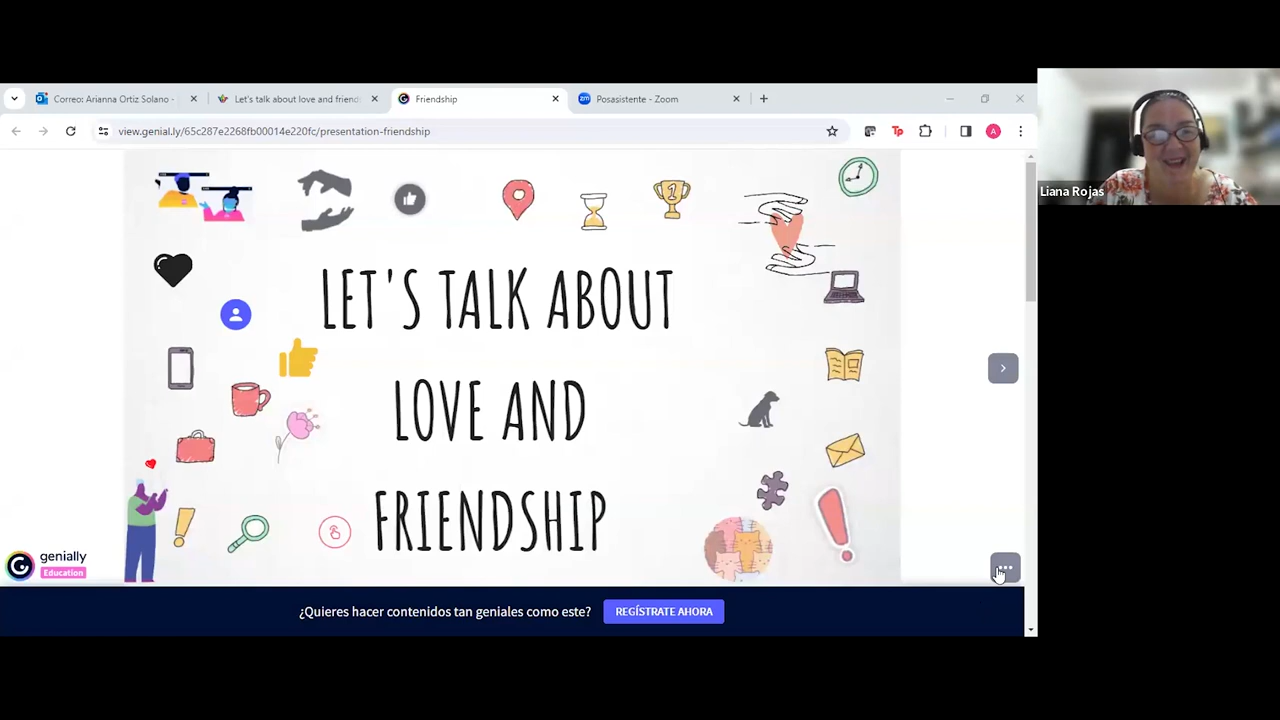 Correo: Arianna Ortiz Solano -
Let's talk about love and friend
Friendship
Posasistente - Zoom
view.genial.ly/65c287e2268fb00014e220fc/presentation-friendship
Tp
A
Liana Rojas
1
LET'S TALK ABOUT
LOVE AND
FRIENDSHIP
genially
Education
¿Quieres hacer contenidos tan geniales como este?
REGÍSTRATE AHORA